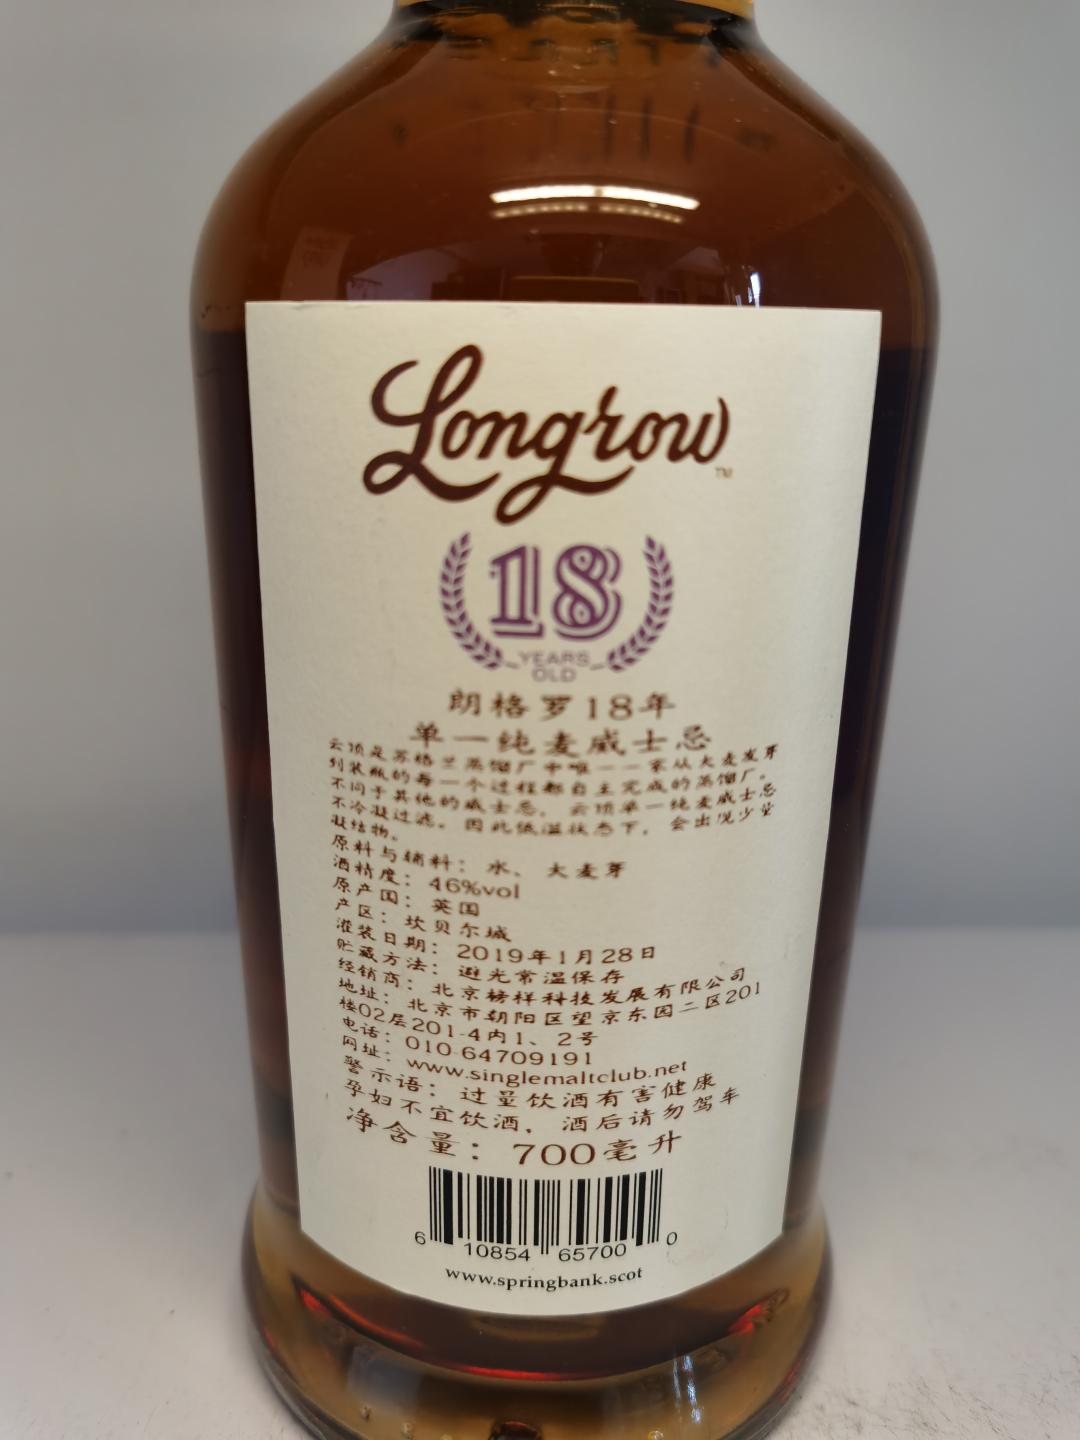 Longrow
TM
18
YEARS
OLD
朗格罗18年
单一纯麦威士忌
云顶是苏格兰蒸馏厂中唯一一家从大麦发芽
到装瓶的每一个过程都自主完成的蒸馏厂。
不同于其他的威士忌，云顶单一纯麦威士忌
不冷凝过滤。因此低温状态下，会出现少量
凝结物。
原料与辅料：水、大麦芽
酒精度：46%vol
原产国：英国
产区：坎贝尔城
灌装日期：2019年1月28日
贮藏方法：避光常温保存
经销商：北京榜样科技发展有限公司
地址：北京市朝阳区望京东园二区201
楼02层201-4内1、2号
电话：010-64709191
网址：www.singlemaltclub.net
警示语：过量饮酒有害健康
孕妇不宜饮酒，酒后请勿驾车
净含量：700毫升
6 10854 65700 0
www.springbank.scot